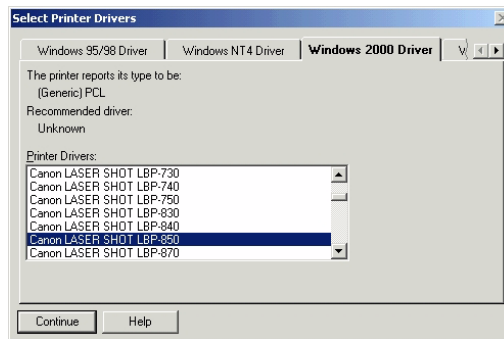 Select Printer Drivers
Windows 95/98 Driver Windows NT4 Driver Windows 2000 Driver
The printer reports its type to be:
(Generic) PCL
Recommended driver:
Unknown
Printer Drivers:
Canon LASER SHOT LBP-730
Canon LASER SHOT LBP-740
Canon LASER SHOT LBP-750
Canon LASER SHOT LBP-830
Canon LASER SHOT LBP-840
Canon LASER SHOT LBP-850
Canon LASER SHOT LBP-870
Continue Help